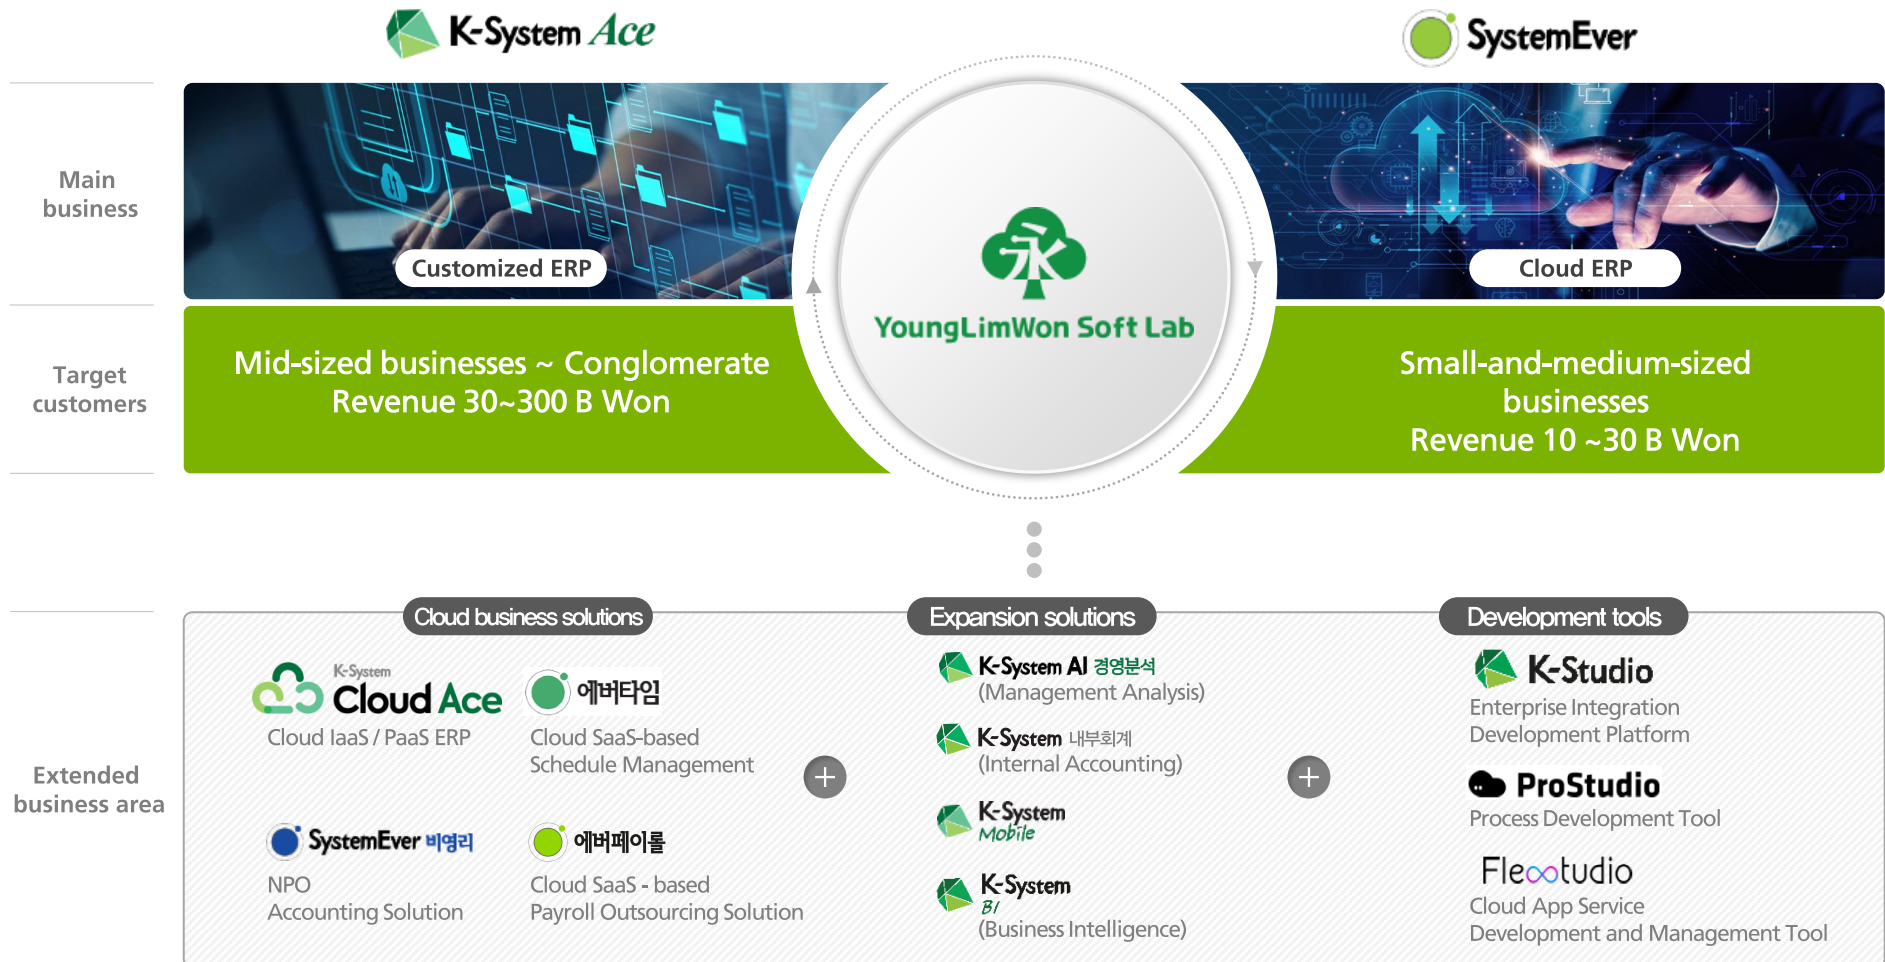 K-System Ace
SystemEver
Main
business
Customized ERP
Cloud ERP
永
YoungLimWon Soft Lab
Target
customers
Mid-sized businesses ~ Conglomerate
Revenue 30~300 B Won
Small-and-medium-sized
businesses
Revenue 10 ~30 B Won
Extended
business area
Cloud business solutions
K-System
Cloud Ace
Cloud IaaS / PaaS ERP
에버타임
Cloud SaaS-based
Schedule Management
SystemEver 비영리
NPO
Accounting Solution
에버페이롤
Cloud SaaS - based
Payroll Outsourcing Solution
Expansion solutions
K-System AI 경영분석
(Management Analysis)
K-System 내부회계
(Internal Accounting)
K-System
Mobile
K-System
BI
(Business Intelligence)
Development tools
K-Studio
Enterprise Integration
Development Platform
ProStudio
Process Development Tool
Flextudio
Cloud App Service
Development and Management Tool